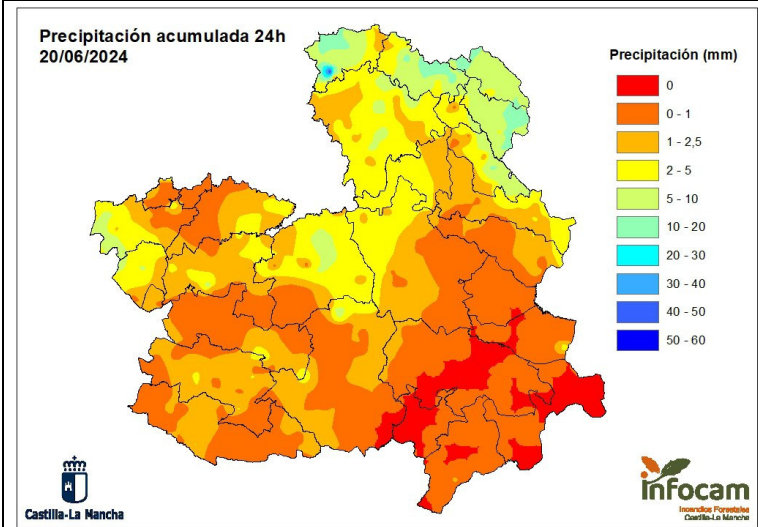 Precipitación acumulada 24h
20/06/2024
Precipitación (mm)
0
0 - 1
1 - 2,5
2 - 5
5 - 10
10 - 20
20 - 30
30 - 40
40 - 50
50 - 60
Castilla-La Mancha
infocam
Incendios Forestales
Castilla-La Mancha